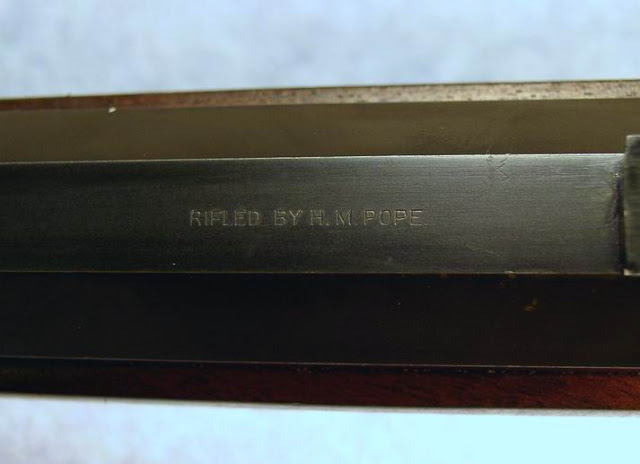 RIFLED BY H. M. POPE